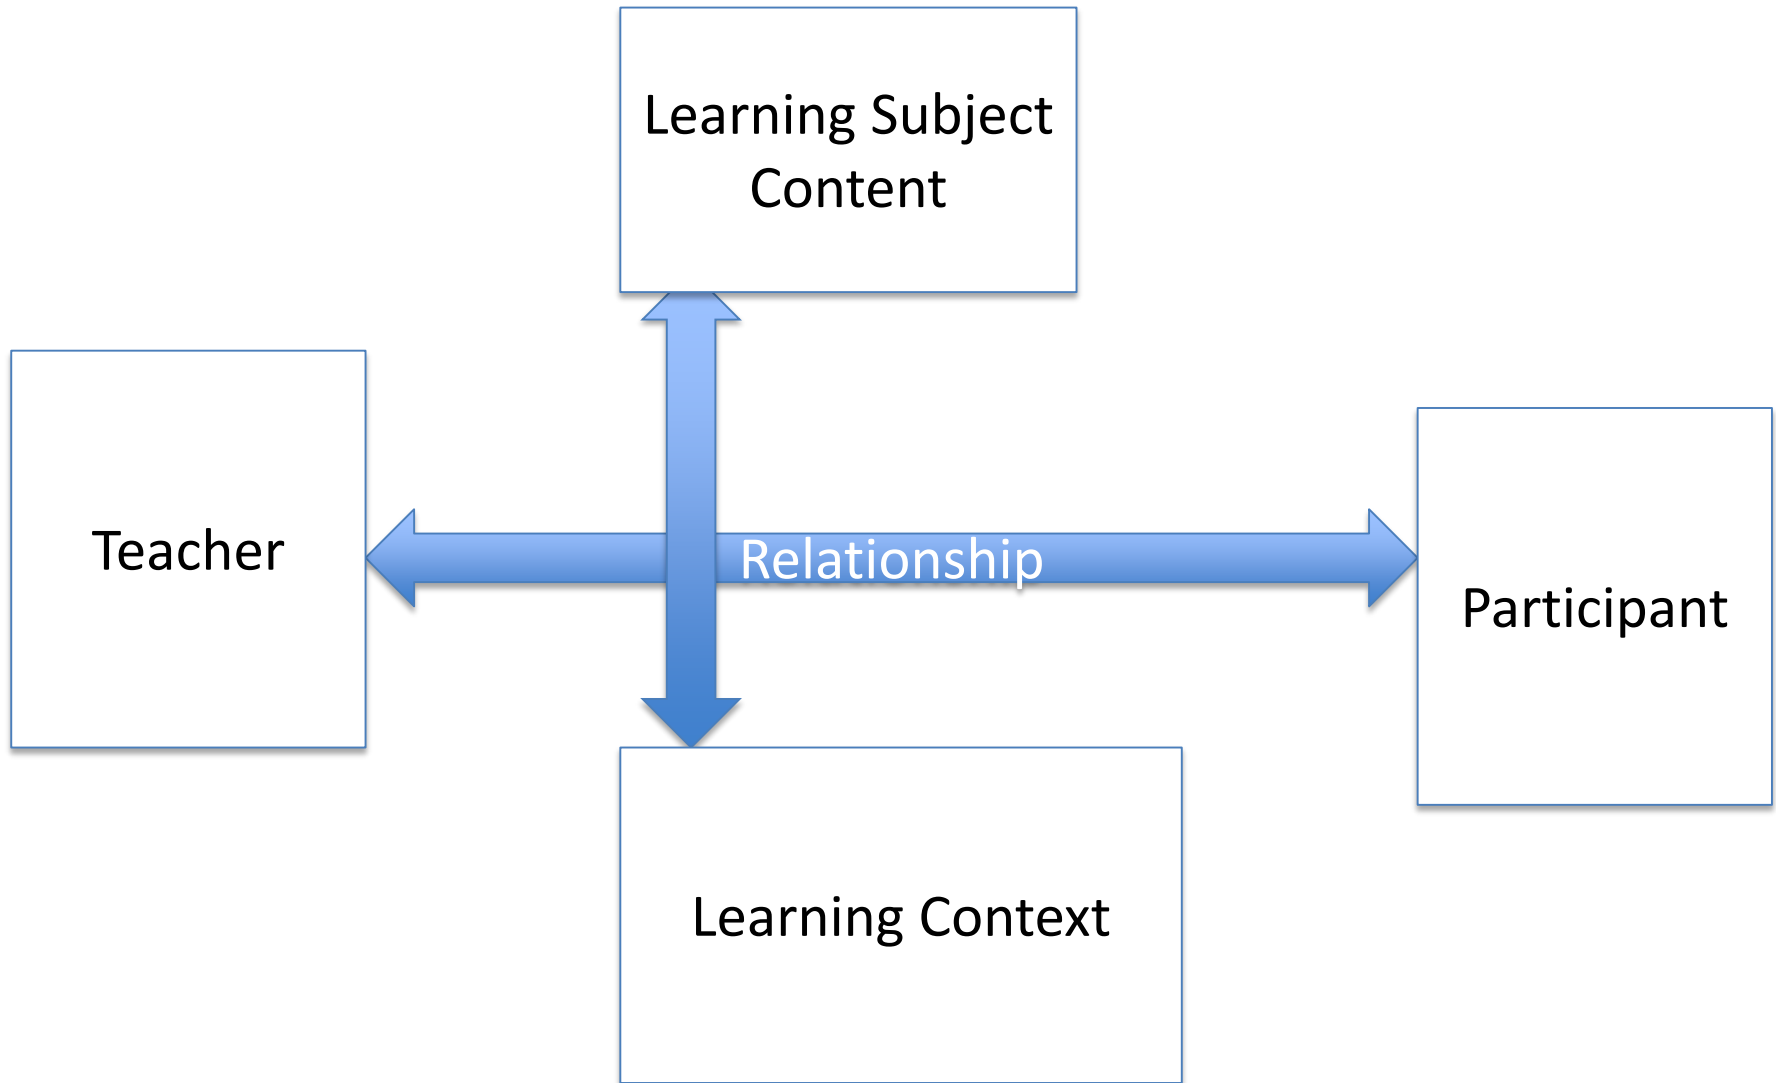 Learning Subject
Content
Teacher
Relationship
Participant
Learning Context